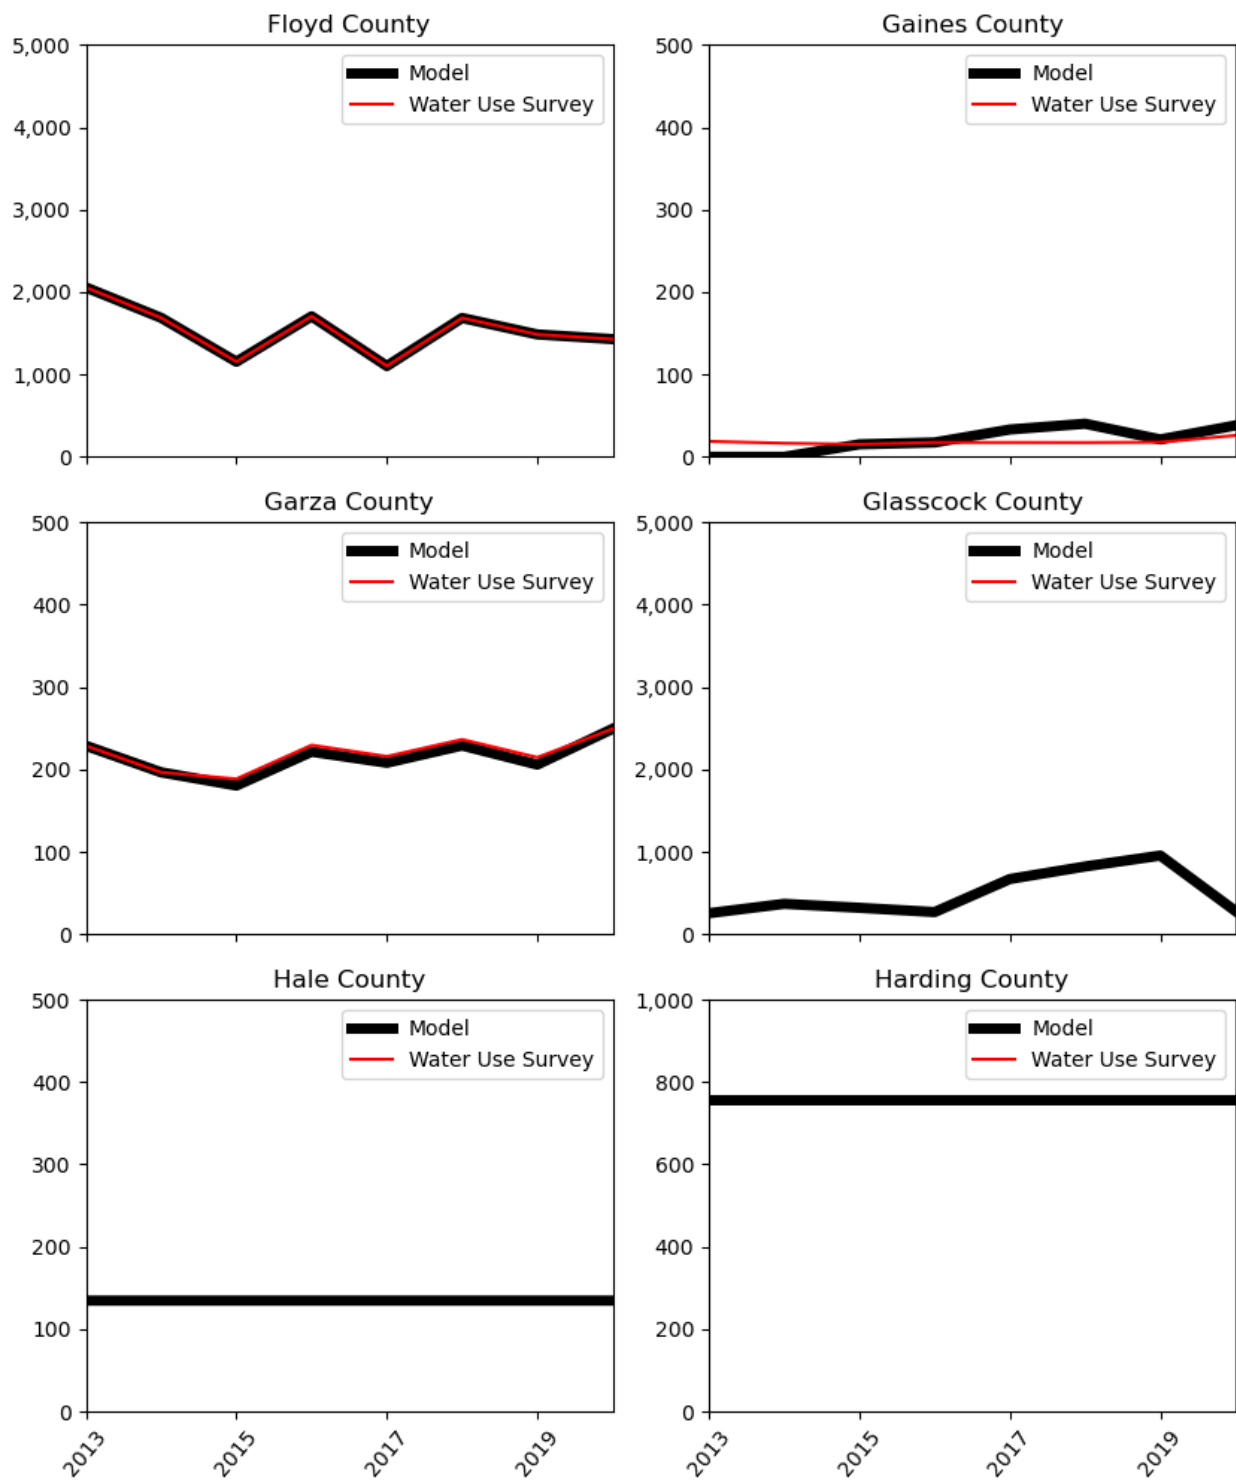 Floyd County
5,000
4,000
3,000
2,000
1,000
0
Model
Water Use Survey
Gaines County
500
400
300
200
100
0
Model
Water Use Survey
Garza County
500
400
300
200
100
0
Model
Water Use Survey
Glasscock County
5,000
4,000
3,000
2,000
1,000
0
Model
Water Use Survey
Hale County
500
400
300
200
100
0
Model
Water Use Survey
2013
2015
2017
2019
Harding County
1,000
800
600
400
200
0
Model
Water Use Survey
2013
2015
2017
2019